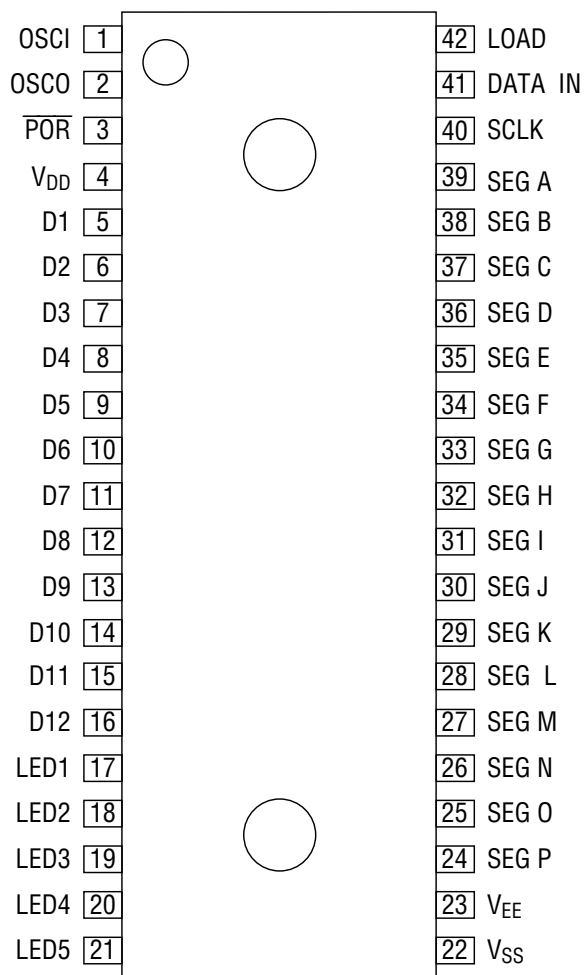 OSCI 1 42 LOAD
OSCO 2 41 DATA IN
POR 3 40 SCLK
VDD 4 39 SEG A
D1 5 38 SEG B
D2 6 37 SEG C
D3 7 36 SEG D
D4 8 35 SEG E
D5 9 34 SEG F
D6 10 33 SEG G
D7 11 32 SEG H
D8 12 31 SEG I
D9 13 30 SEG J
D10 14 29 SEG K
D11 15 28 SEG L
D12 16 27 SEG M
LED1 17 26 SEG N
LED2 18 25 SEG O
LED3 19 24 SEG P
LED4 20 23 VEE
LED5 21 22 VSS